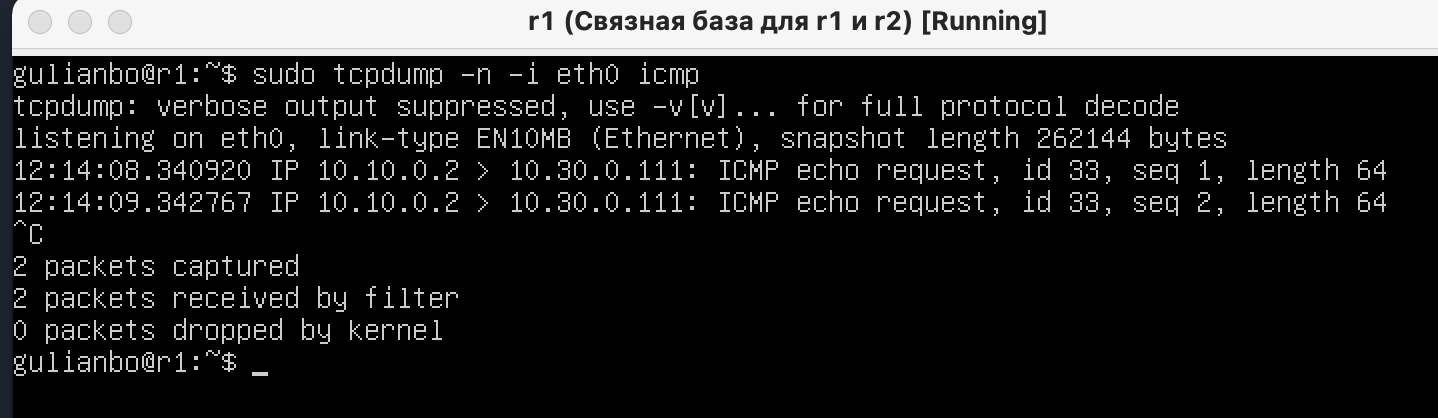 r1 (Связная база для r1 и r2) [Running]
gulianbo@r1:~$ sudo tcpdump -n -i eth0 icmp
tcpdump: verbose output suppressed, use -v[v]... for full protocol decode
listening on eth0, link-type EN10MB (Ethernet), snapshot length 262144 bytes
12:14:08.340920 IP 10.10.0.2 > 10.30.0.111: ICMP echo request, id 33, seq 1, length 64
12:14:09.342767 IP 10.10.0.2 > 10.30.0.111: ICMP echo request, id 33, seq 2, length 64
^C
2 packets captured
2 packets received by filter
0 packets dropped by kernel
gulianbo@r1:~$ _